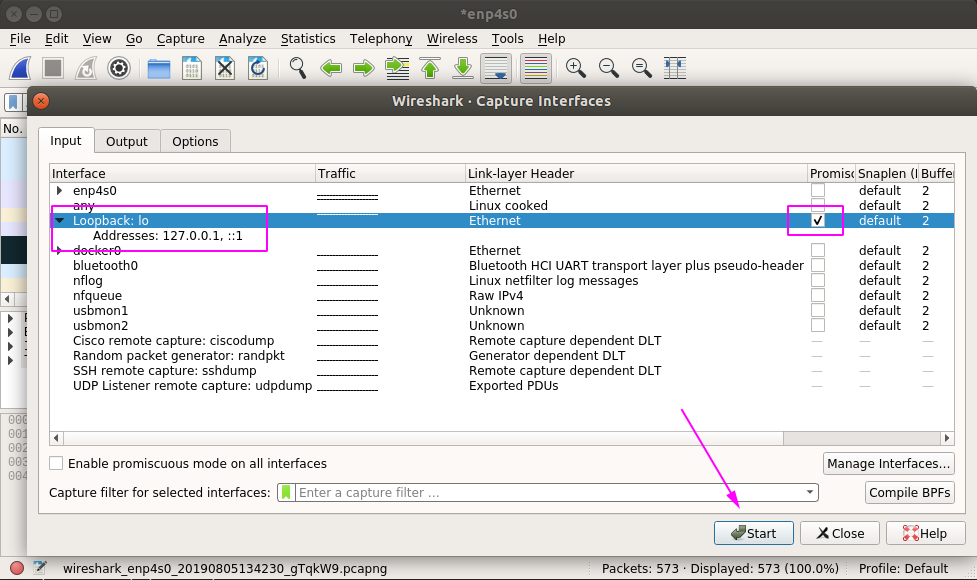 *enp4s0
File Edit View Go Capture Analyze Statistics Telephony Wireless Tools Help
Wireshark · Capture Interfaces
No.
Input Output Options
Interface Traffic Link-layer Header Promisc Snaplen (I Buffer
enp4s0 Ethernet default 2
any Linux cooked default 2
Loopback: lo Ethernet default 2
Addresses: 127.0.0.1, ::1
docker0 Ethernet default 2
bluetooth0 Bluetooth HCI UART transport layer plus pseudo-header default 2
nflog Linux netfilter log messages default 2
nfqueue Raw IPv4 default 2
usbmon1 Unknown default 2
usbmon2 Unknown default 2
Cisco remote capture: ciscodump Remote capture dependent DLT — — —
Random packet generator: randpkt Generator dependent DLT — — —
SSH remote capture: sshdump Remote capture dependent DLT — — —
UDP Listener remote capture: udpdump Exported PDUs — — —
000
001
002
003
004
Enable promiscuous mode on all interfaces Manage Interfaces...
Capture filter for selected interfaces: Enter a capture filter ... Compile BPFs
Start Close Help
wireshark_enp4s0_20190805134230_gTqkW9.pcapng Packets: 573 · Displayed: 573 (100.0%) Profile: Default